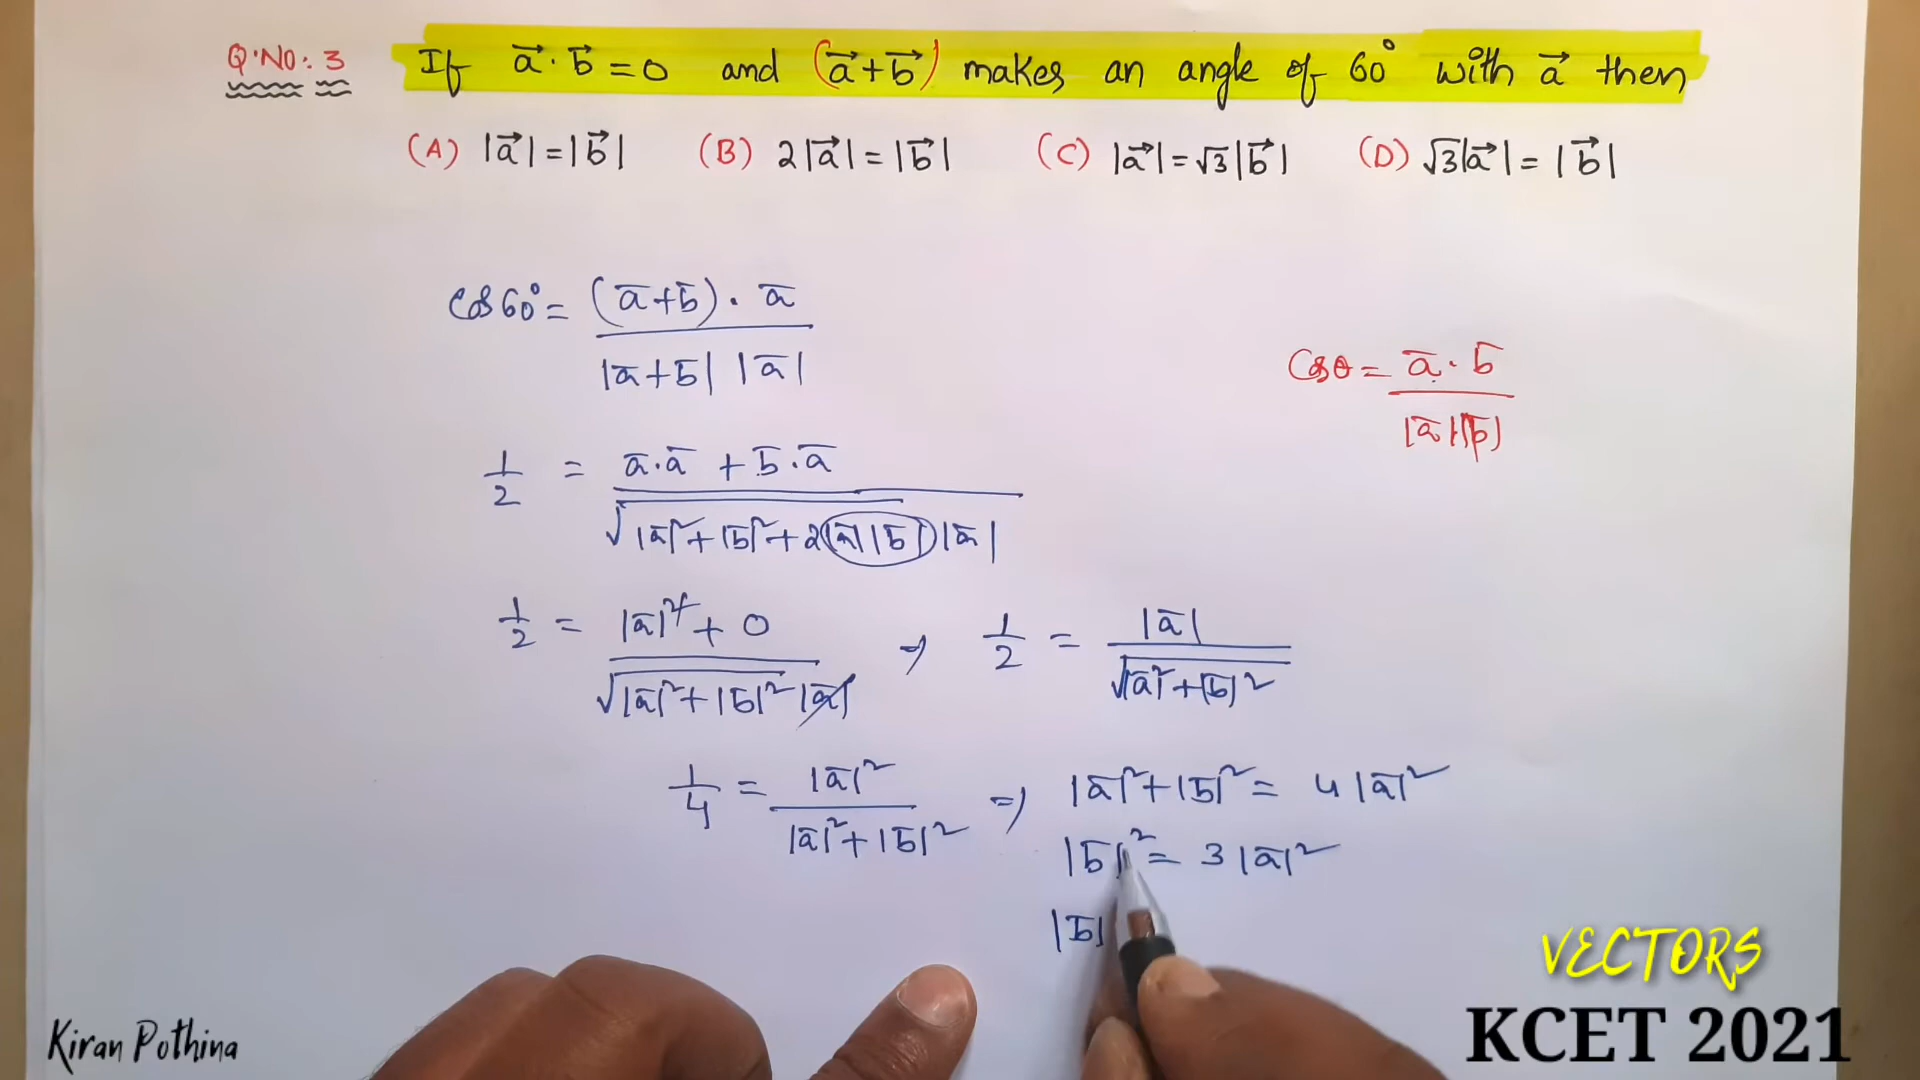 Q.NO: 3 If a⃗ · b⃗ = 0 and (a⃗+b⃗) makes an angle of 60° with a⃗ then
(A) |a⃗| = |b⃗| (B) 2|a⃗| = |b⃗| (C) |a⃗| = √3|b⃗| (D) √3|a⃗| = |b⃗|
Cos60° = (a̅+b̅) · a̅ / |a̅+b̅| |a̅|
Cosθ = a̅ · b̅ / |a̅||b̅|
1/2 = a̅·a̅ + b̅·a̅ / √|a̅|²+|b̅|²+2|a̅||b̅| |a̅|
1/2 = |a̅|² + 0 / √|a̅|²+|b̅|² |a̅| ⇒ 1/2 = |a̅| / √|a̅|²+|b̅|²
1/4 = |a̅|² / |a̅|²+|b̅|² ⇒ |a̅|²+|b̅|² = 4|a̅|²
|b̅|² = 3|a̅|²
|b̅|
VECTORS
KCET 2021
Kiran Pothina